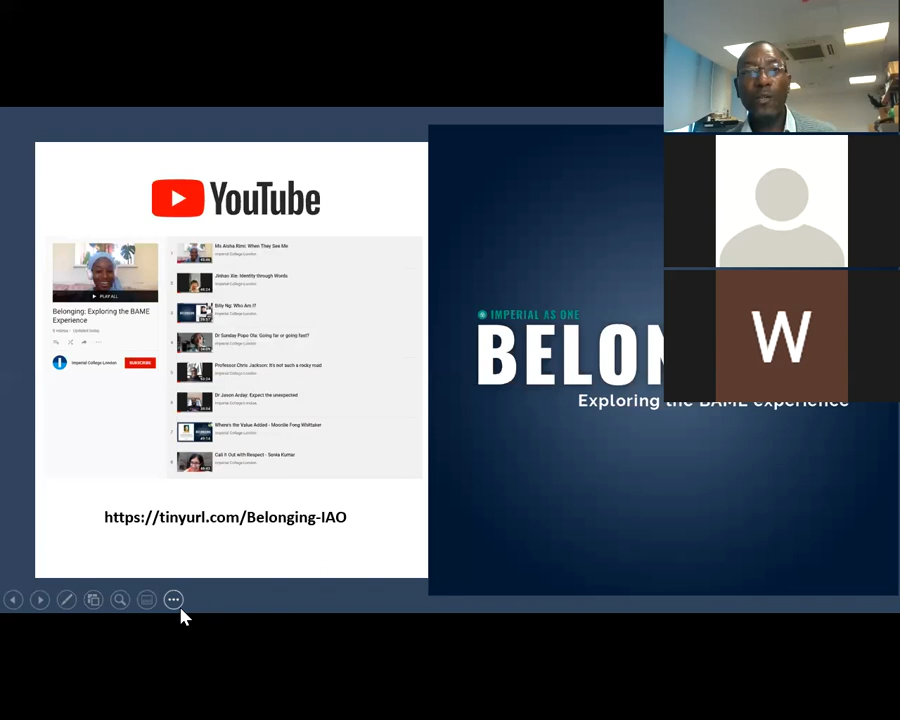 YouTube
PLAY ALL
Belonging: Exploring the BAME
Experience
Imperial College London
SUBSCRIBE
1
Ms Aisha Rimi: When They See Me
Imperial College London
Jinhao Xie: Identity through Words
Imperial College London
Billy Ng: Who Am I?
Imperial College London
Dr Sunday Popo-Ola: Going far or going fast?
Imperial College London
Professor Chris Jackson: It's not such a rocky road
Imperial College London
Dr Jason Arday: Expect the unexpected
Imperial College London
Where's the Value Added - Moordie Fong Whittaker
Imperial College London
Call It Out with Respect - Sonia Kumar
Imperial College London
https://tinyurl.com/Belonging-IAO
IMPERIAL AS ONE
BELON
Exploring the BAME experience
W